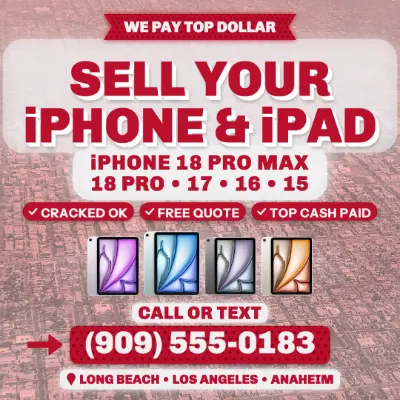 WE PAY TOP DOLLAR
SELL YOUR
iPHONE & iPAD
iPHONE 18 PRO MAX
18 PRO • 17 • 16 • 15
CRACKED OK
FREE QUOTE
TOP CASH PAID
CALL OR TEXT
(909) 555-0183
LONG BEACH • LOS ANGELES • ANAHEIM